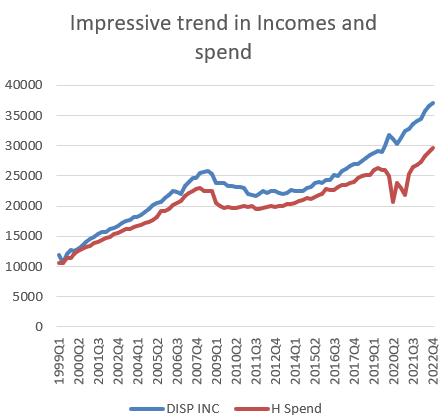 Impressive trend in Incomes and
spend
40000
35000
30000
25000
20000
15000
10000
5000
0
1999Q1
2000Q2
2001Q3
2002Q4
2004Q1
2005Q2
2006Q3
2007Q4
2009Q1
2010Q2
2011Q3
2012Q4
2014Q1
2015Q2
2016Q3
2017Q4
2019Q1
2020Q2
2021Q3
2022Q4
DISP INC H Spend